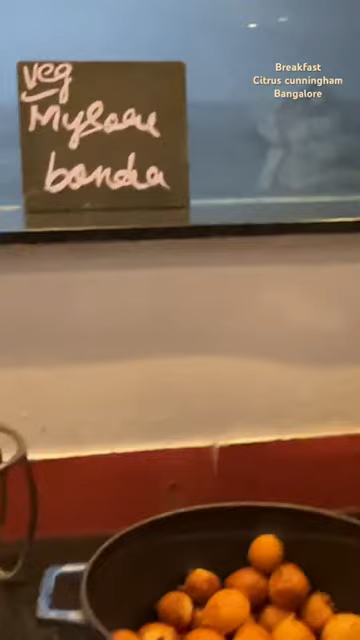 Veg
Mysore
bonda
Breakfast
Citrus cunningham
Bangalore